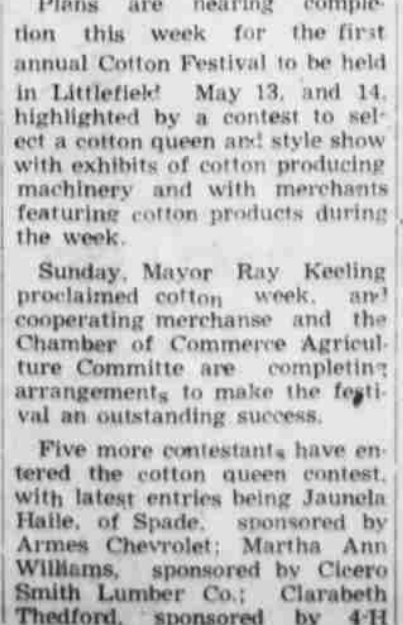 Plans are nearing comple-
tion this week for the first
annual Cotton Festival to be held
in Littlefield May 13, and 14,
highlighted by a contest to sel-
ect a cotton queen and style show
with exhibits of cotton producing
machinery and with merchants
featuring cotton products during
the week.
Sunday, Mayor Ray Keeling
proclaimed cotton week, and
cooperating merchanse and the
Chamber of Commerce Agricul-
ture Committe are completing
arrangements to make the festi-
val an outstanding success.
Five more contestants have en-
tered the cotton queen contest,
with latest entries being Jaunela
Haile, of Spade, sponsored by
Armes Chevrolet; Martha Ann
Williams, sponsored by Cicero
Smith Lumber Co.; Clarabeth
Thedford, sponsored by 4-H